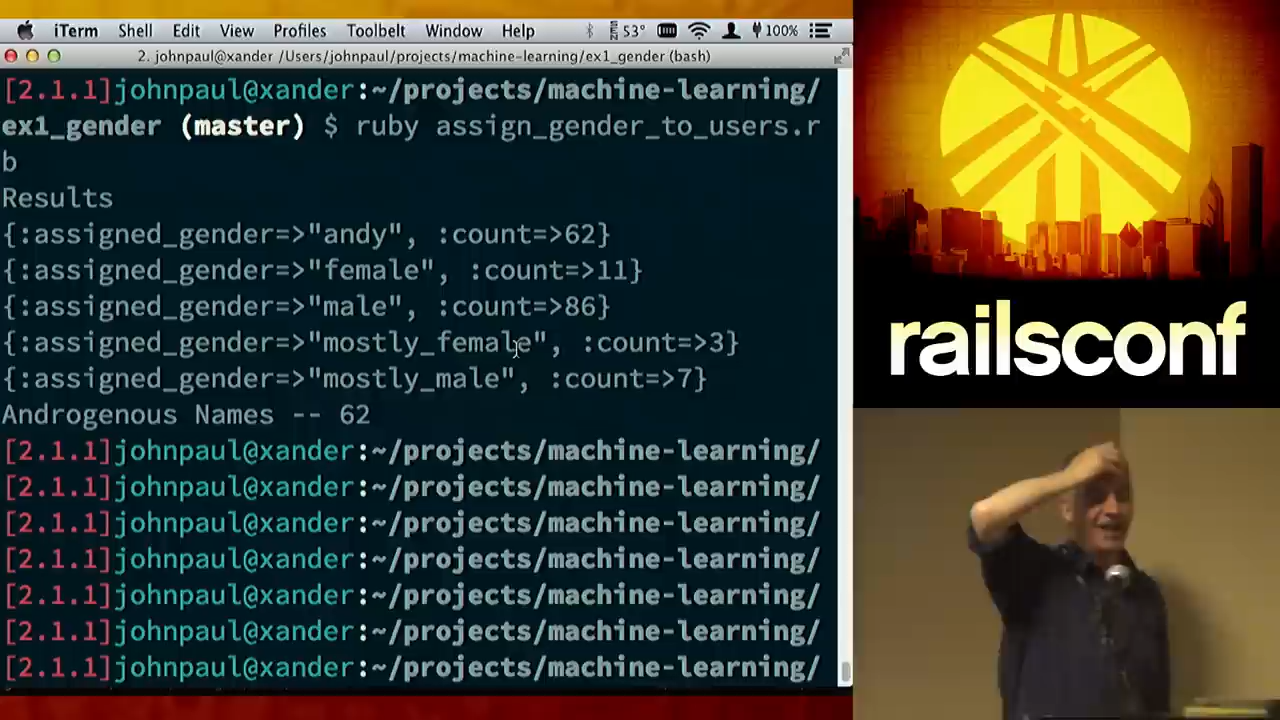 iTerm Shell Edit View Profiles Toolbelt Window Help 53° 100%
2. johnpaul@xander /Users/johnpaul/projects/machine-learning/ex1_gender (bash)
[2.1.1]johnpaul@xander:~/projects/machine-learning/
ex1_gender (master) $ ruby assign_gender_to_users.r
b
Results
{:assigned_gender=>"andy", :count=>62}
{:assigned_gender=>"female", :count=>11}
{:assigned_gender=>"male", :count=>86}
{:assigned_gender=>"mostly_female", :count=>3}
{:assigned_gender=>"mostly_male", :count=>7}
Androgenous Names -- 62
[2.1.1]johnpaul@xander:~/projects/machine-learning/
[2.1.1]johnpaul@xander:~/projects/machine-learning/
[2.1.1]johnpaul@xander:~/projects/machine-learning/
[2.1.1]johnpaul@xander:~/projects/machine-learning/
[2.1.1]johnpaul@xander:~/projects/machine-learning/
[2.1.1]johnpaul@xander:~/projects/machine-learning/
[2.1.1]johnpaul@xander:~/projects/machine-learning/
railsconf